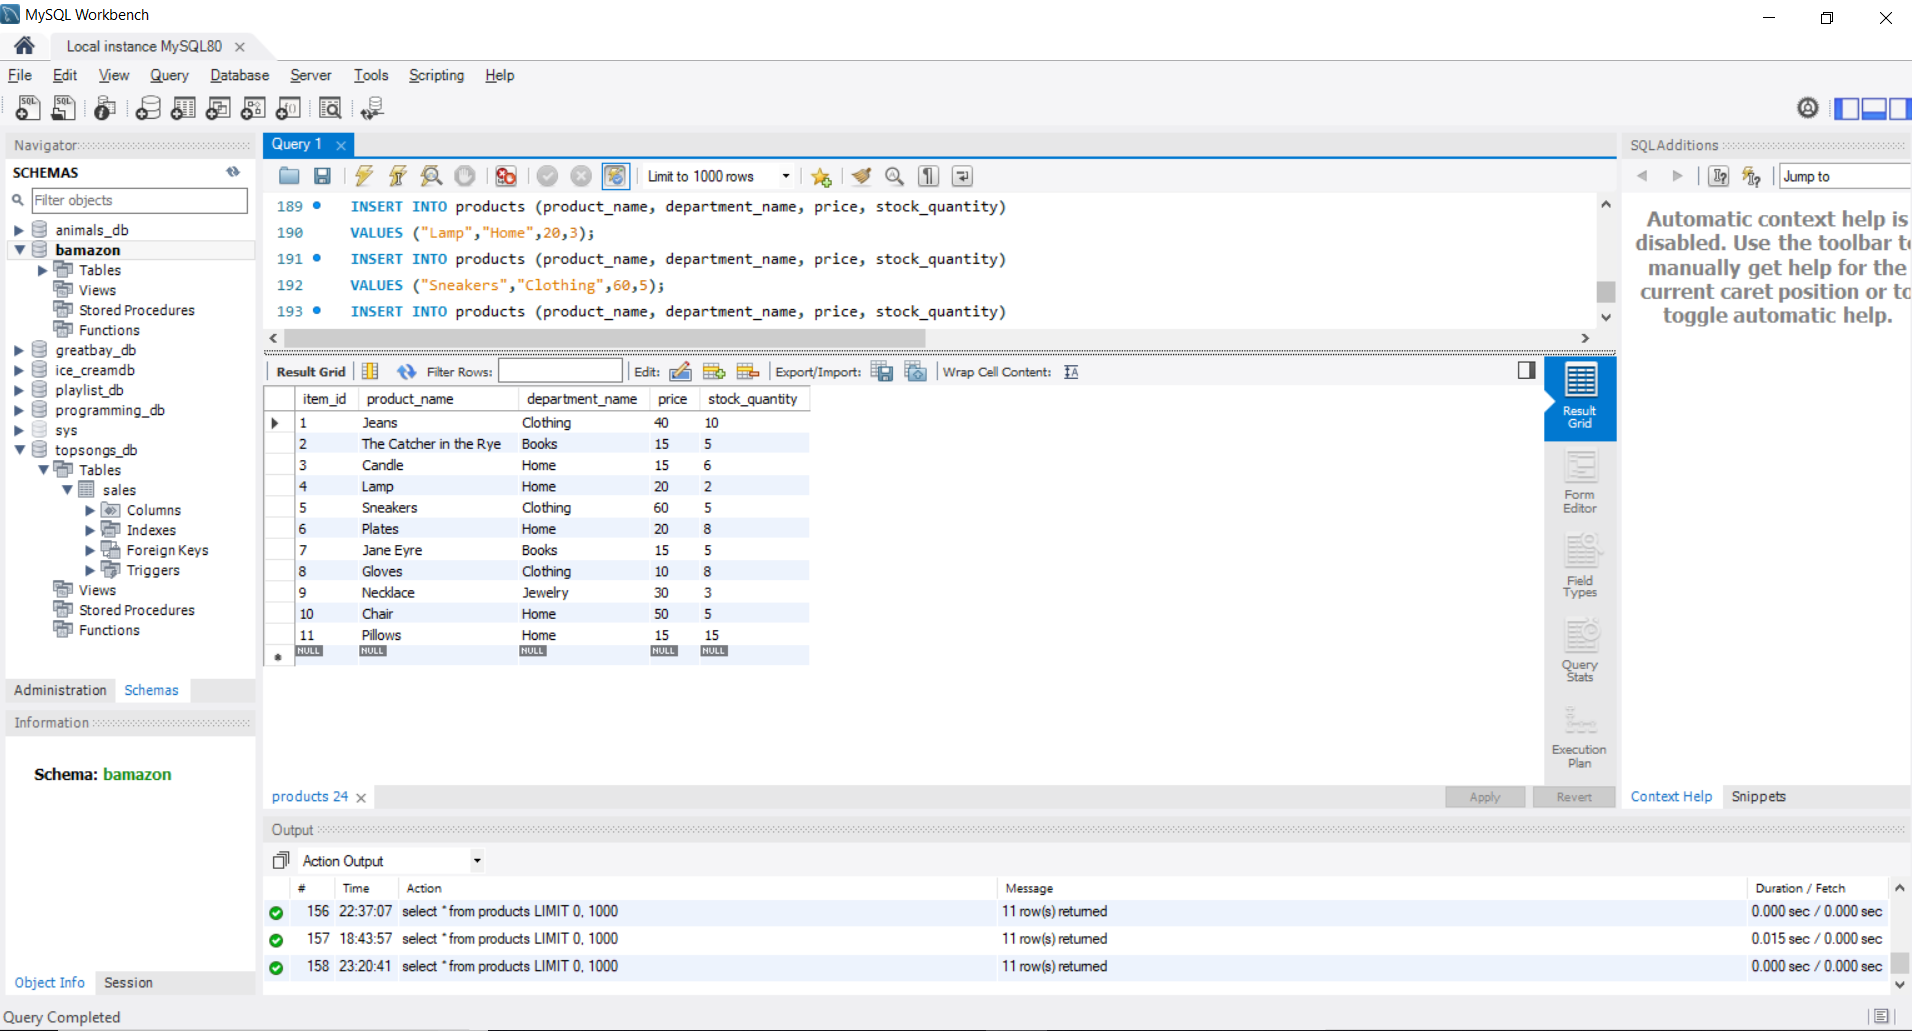 MySQL Workbench
Local instance MySQL80
File Edit View Query Database Server Tools Scripting Help
Navigator
SCHEMAS
Filter objects
animals_db
bamazon
Tables
Views
Stored Procedures
Functions
greatbay_db
ice_creamdb
playlist_db
programming_db
sys
topsongs_db
Tables
sales
Columns
Indexes
Foreign Keys
Triggers
Views
Stored Procedures
Functions
Administration Schemas
Information
Schema: bamazon
Object Info Session
Query 1
Limit to 1000 rows
189 INSERT INTO products (product_name, department_name, price, stock_quantity)
190 VALUES ("Lamp","Home",20,3);
191 INSERT INTO products (product_name, department_name, price, stock_quantity)
192 VALUES ("Sneakers","Clothing",60,5);
193 INSERT INTO products (product_name, department_name, price, stock_quantity)
Result Grid Filter Rows: Edit: Export/Import: Wrap Cell Content:
item_id product_name department_name price stock_quantity
1 Jeans Clothing 40 10
2 The Catcher in the Rye Books 15 5
3 Candle Home 15 6
4 Lamp Home 20 2
5 Sneakers Clothing 60 5
6 Plates Home 20 8
7 Jane Eyre Books 15 5
8 Gloves Clothing 10 8
9 Necklace Jewelry 30 3
10 Chair Home 50 5
11 Pillows Home 15 15
NULL NULL NULL NULL NULL
Result
Grid
Form
Editor
Field
Types
Query
Stats
Execution
Plan
products 24
Apply Revert
SQLAdditions
Jump to
Automatic context help is
disabled. Use the toolbar to
manually get help for the
current caret position or to
toggle automatic help.
Context Help Snippets
Output
Action Output
# Time Action Message Duration / Fetch
156 22:37:07 select * from products LIMIT 0, 1000 11 row(s) returned 0.000 sec / 0.000 sec
157 18:43:57 select * from products LIMIT 0, 1000 11 row(s) returned 0.015 sec / 0.000 sec
158 23:20:41 select * from products LIMIT 0, 1000 11 row(s) returned 0.000 sec / 0.000 sec
Query Completed